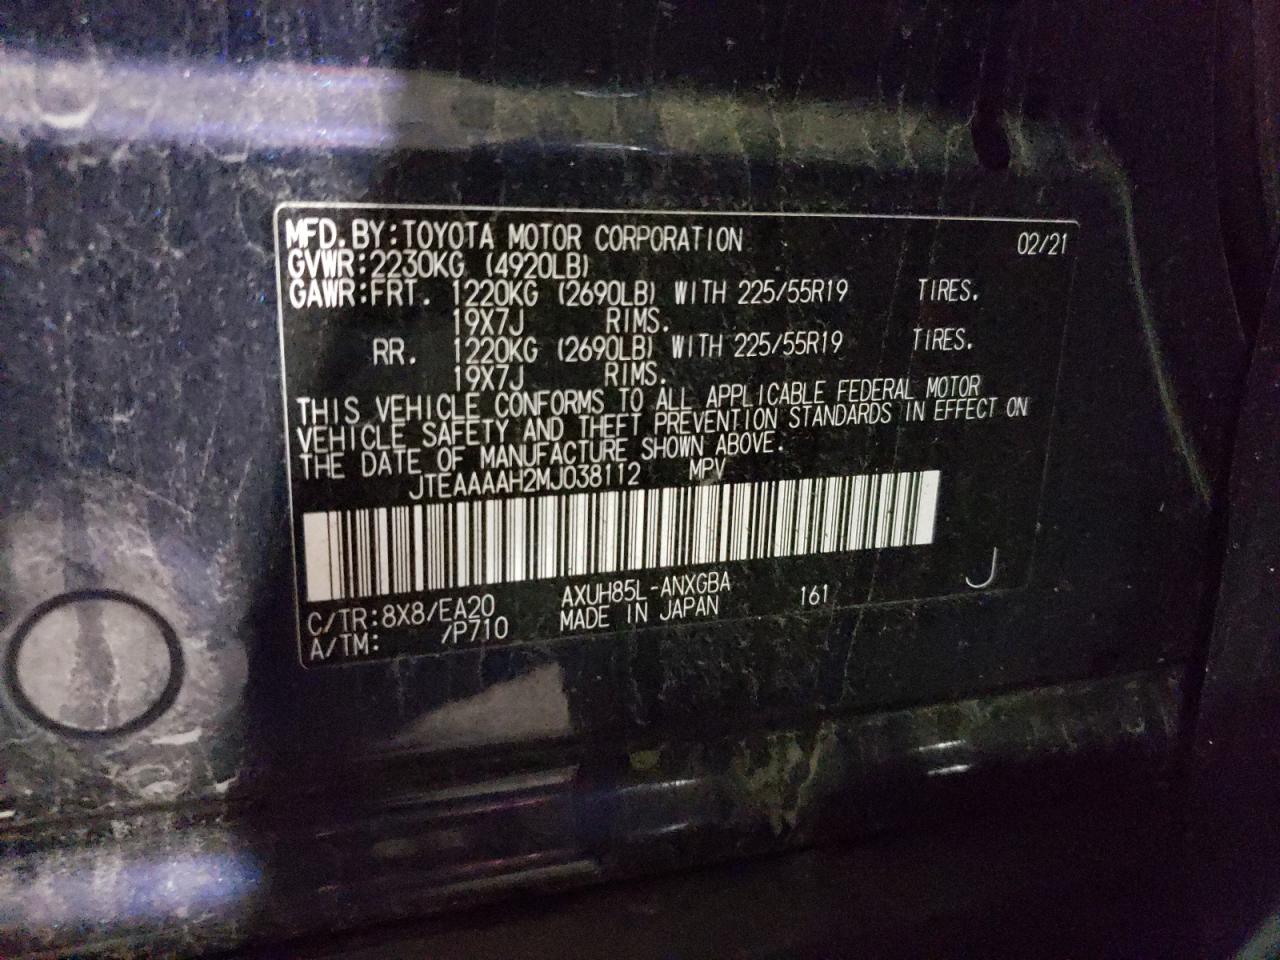 MFD. BY: TOYOTA MOTOR CORPORATION 02/21
GVWR: 2230KG (4920LB)
GAWR: FRT. 1220KG (2690LB) WITH 225/55R19 TIRES.
19X7J RIMS.
RR. 1220KG (2690LB) WITH 225/55R19 TIRES.
19X7J RIMS.
THIS VEHICLE CONFORMS TO ALL APPLICABLE FEDERAL MOTOR
VEHICLE SAFETY AND THEFT PREVENTION STANDARDS IN EFFECT ON
THE DATE OF MANUFACTURE SHOWN ABOVE.
JTEAAAAH2MJ038112 MPV
C/TR: 8X8/EA20 AXUH85L-ANXGBA 161 J
A/TM: /P710 MADE IN JAPAN